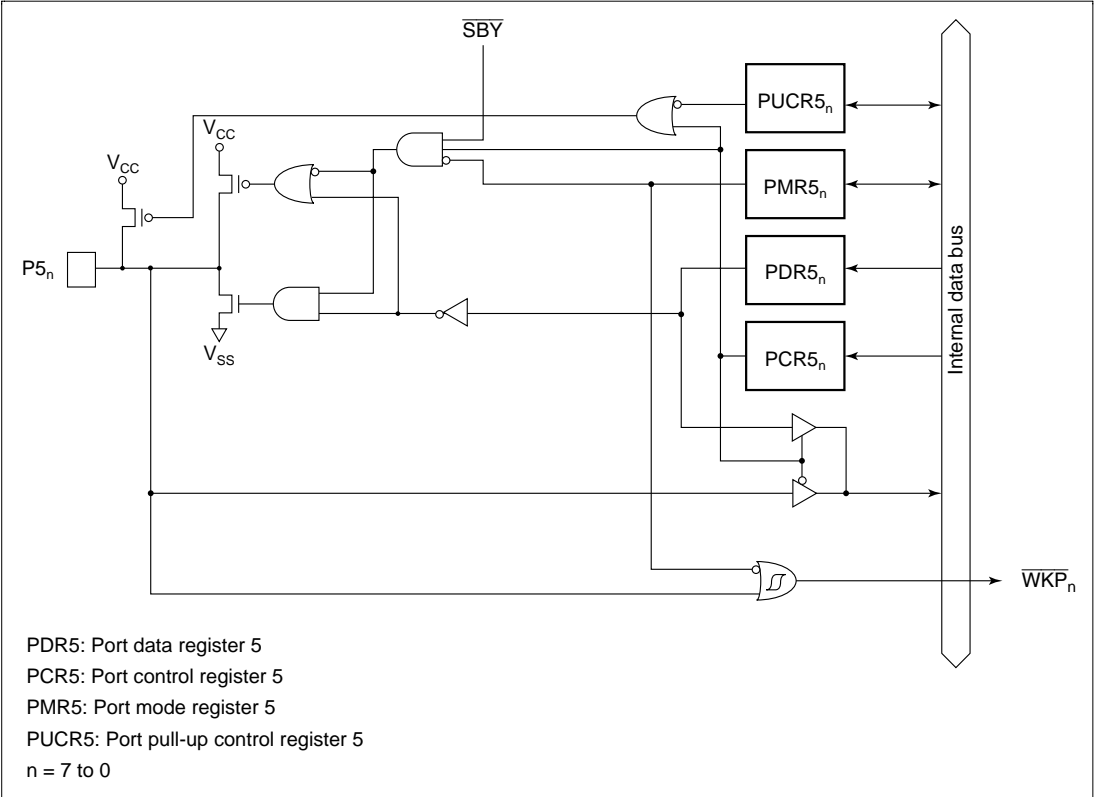 SBY
PUCR5n
VCC
VCC
PMR5n
P5n
PDR5n
VSS
PCR5n
Internal data bus
WKPn
PDR5: Port data register 5
PCR5: Port control register 5
PMR5: Port mode register 5
PUCR5: Port pull-up control register 5
n = 7 to 0